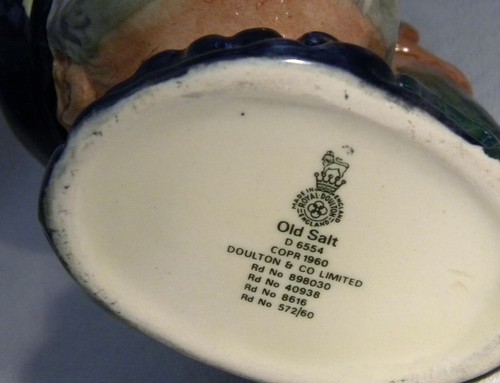 MADE IN ENGLAND
ROYAL DOULTON
ENGLAND
Old Salt
D 6554
COPR 1960
DOULTON & CO LIMITED
Rd No 898030
Rd No 40938
Rd No 8616
Rd No 572/60